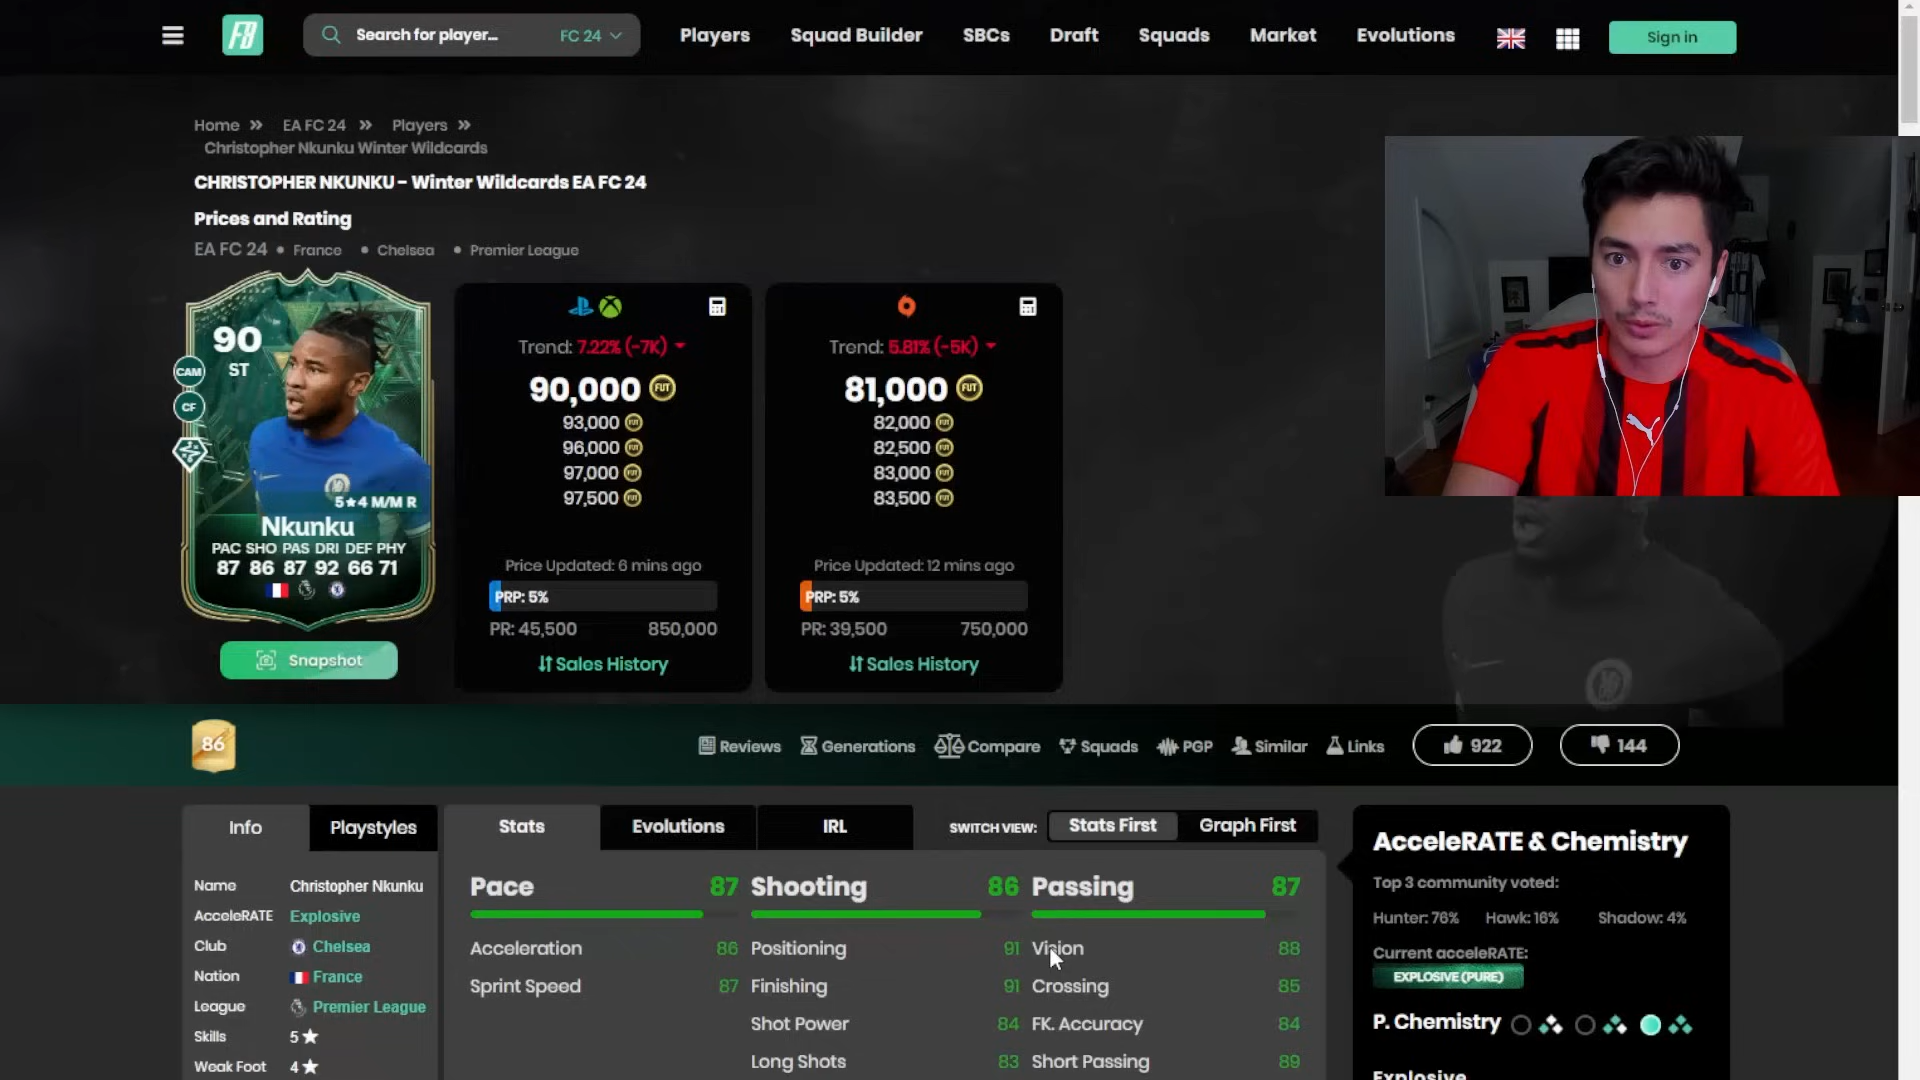 FB
Search for player...
FC 24
Players
Squad Builder
SBCs
Draft
Squads
Market
Evolutions
Sign in
Home » EA FC 24 » Players »
Christopher Nkunku Winter Wildcards
CHRISTOPHER NKUNKU - Winter Wildcards EA FC 24
Prices and Rating
EA FC 24 • France • Chelsea • Premier League
90
ST
CAM
CF
5★4 M/M R
Nkunku
PAC SHO PAS DRI DEF PHY
87 86 87 92 66 71
Snapshot
Trend: 7.22% (-7K)
90,000 FUT
93,000
96,000
97,000
97,500
Price Updated: 6 mins ago
PRP: 5%
PR: 45,500 850,000
Sales History
Trend: 5.81% (-5K)
81,000 FUT
82,000
82,500
83,000
83,500
Price Updated: 12 mins ago
PRP: 5%
PR: 39,500 750,000
Sales History
86
Reviews
Generations
Compare
Squads
PGP
Similar
Links
922
144
Info
Playstyles
Name Christopher Nkunku
AcceleRATE Explosive
Club Chelsea
Nation France
League Premier League
Skills 5★
Weak Foot 4★
Stats
Evolutions
IRL
SWITCH VIEW:
Stats First
Graph First
Pace 87
Acceleration 86
Sprint Speed 87
Shooting 86
Positioning 91
Finishing 91
Shot Power 84
Long Shots 83
Passing 87
Vision 88
Crossing 85
FK. Accuracy 84
Short Passing 89
AcceleRATE & Chemistry
Top 3 community voted:
Hunter: 76% Hawk: 16% Shadow: 4%
Current acceleRATE:
EXPLOSIVE (PURE)
P. Chemistry
Explosive